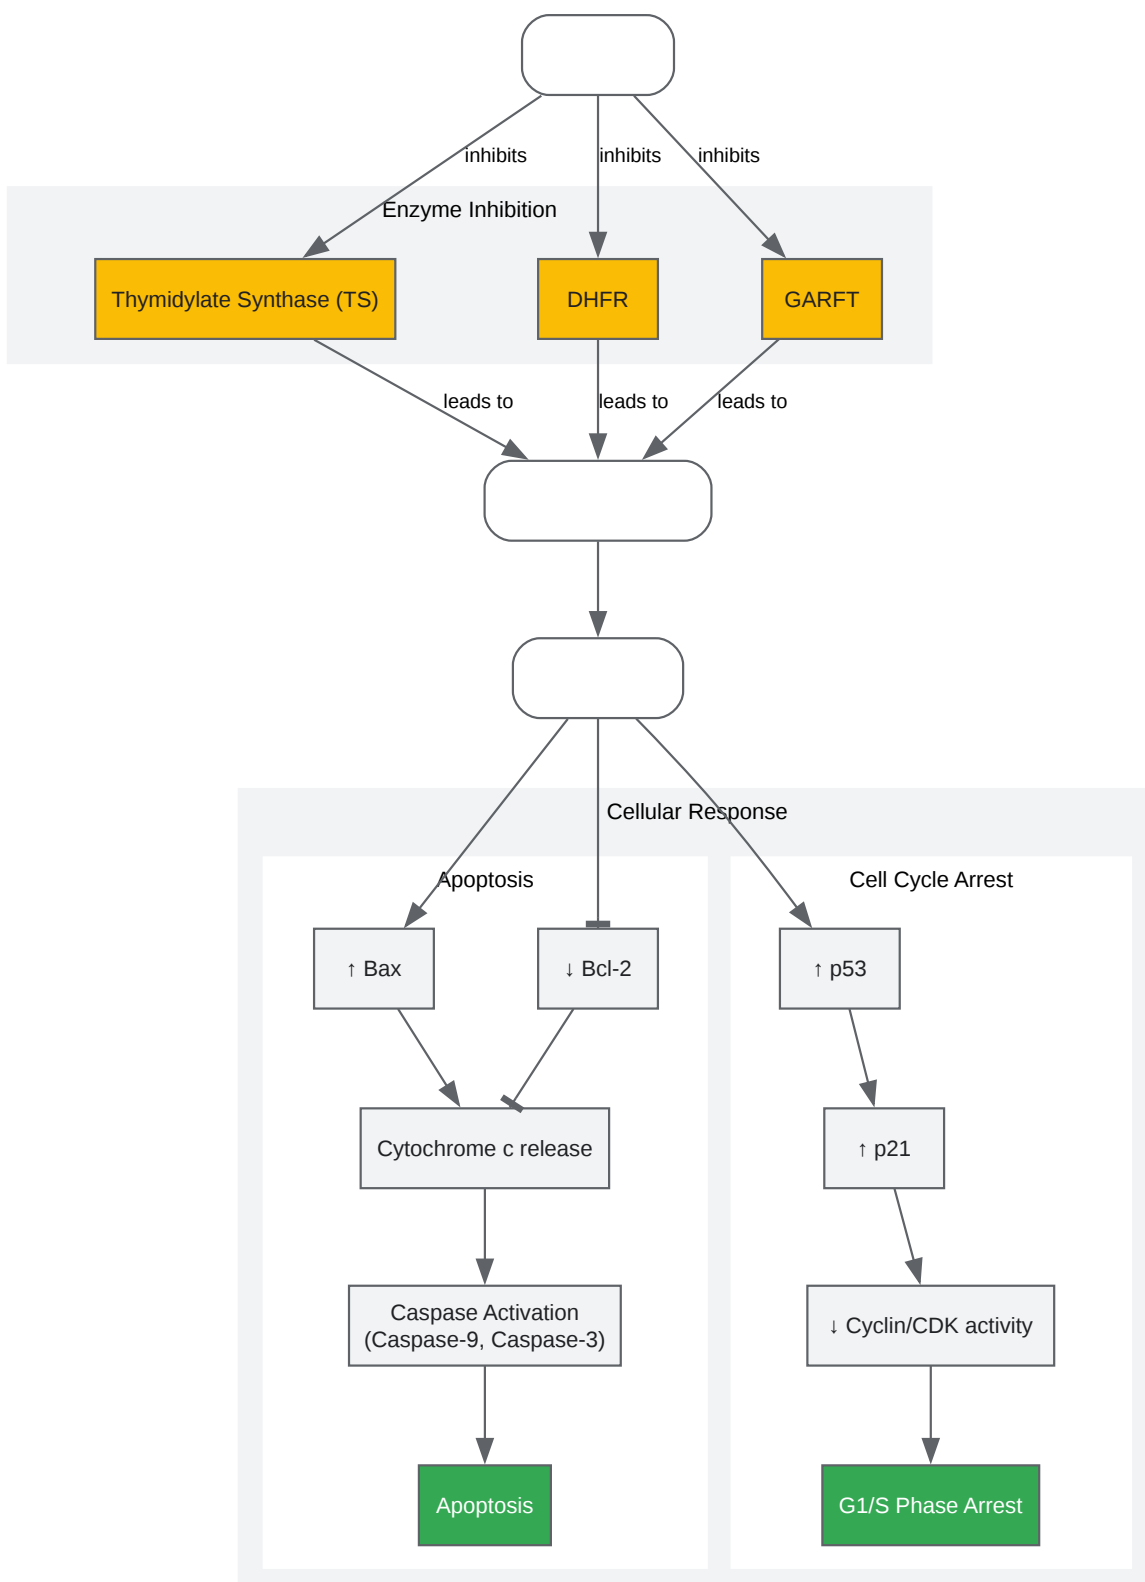 inhibits
inhibits
inhibits
Enzyme Inhibition
Thymidylate Synthase (TS)
DHFR
GARFT
leads to
leads to
leads to
Cellular Response
Apoptosis
Cell Cycle Arrest
↑ Bax
↓ Bcl-2
↑ p53
Cytochrome c release
↑ p21
Caspase Activation
(Caspase-9, Caspase-3)
↓ Cyclin/CDK activity
Apoptosis
G1/S Phase Arrest